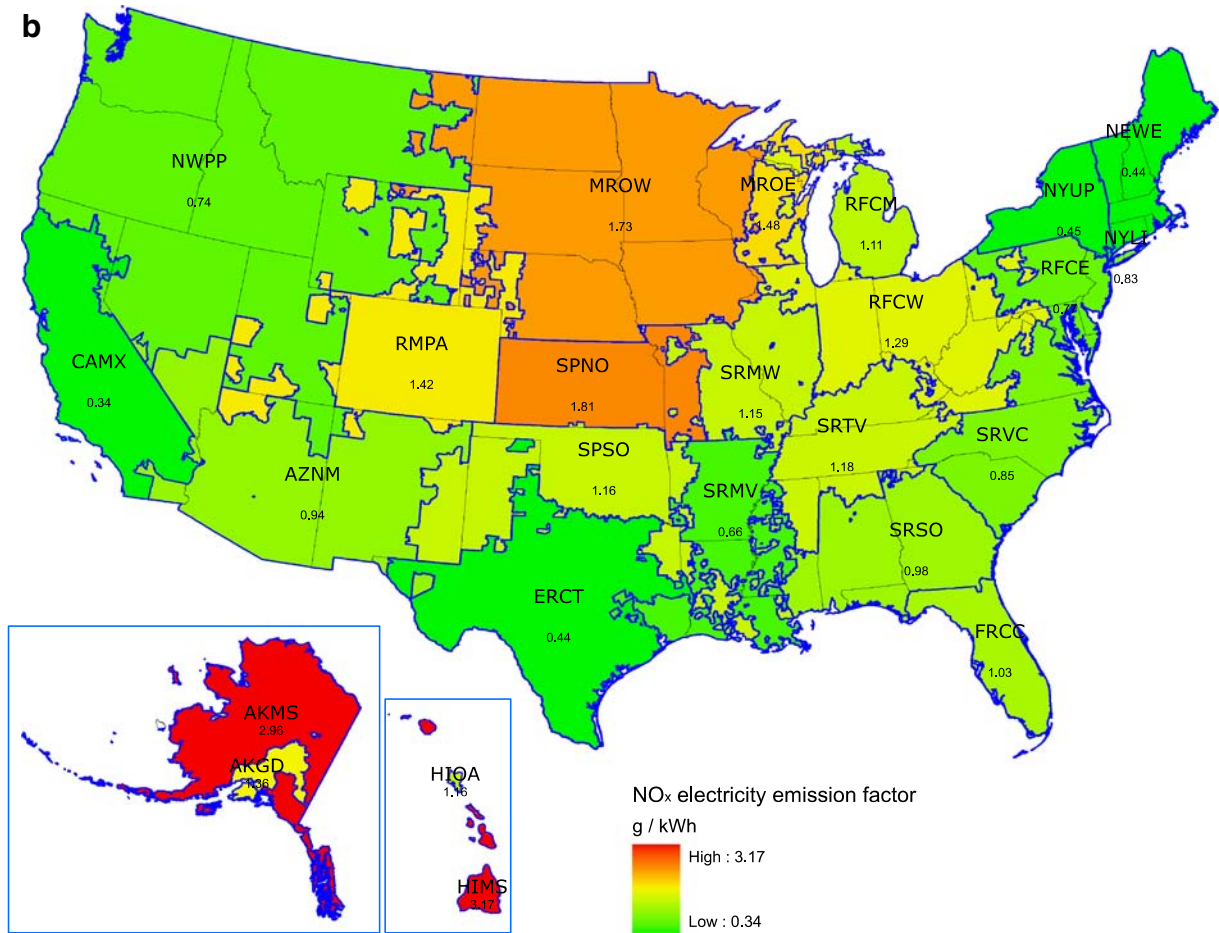 b
NWPP
0.74
MROW
1.73
MROE
1.48
RFCM
1.11
NEWE
0.44
NYUP
0.45
NYLI
0.83
RFCE
0.77
RFCW
1.29
CAMX
0.34
RMPA
1.42
SPNO
1.81
SRMW
1.15
SRTV
1.18
SRVC
0.85
AZNM
0.94
SPSO
1.16
SRMV
0.66
SRSO
0.98
ERCT
0.44
FRCC
1.03
AKMS
2.96
AKGD
1.36
HIOA
1.16
HIMS
3.17
NOx electricity emission factor
g / kWh
High : 3.17
Low : 0.34